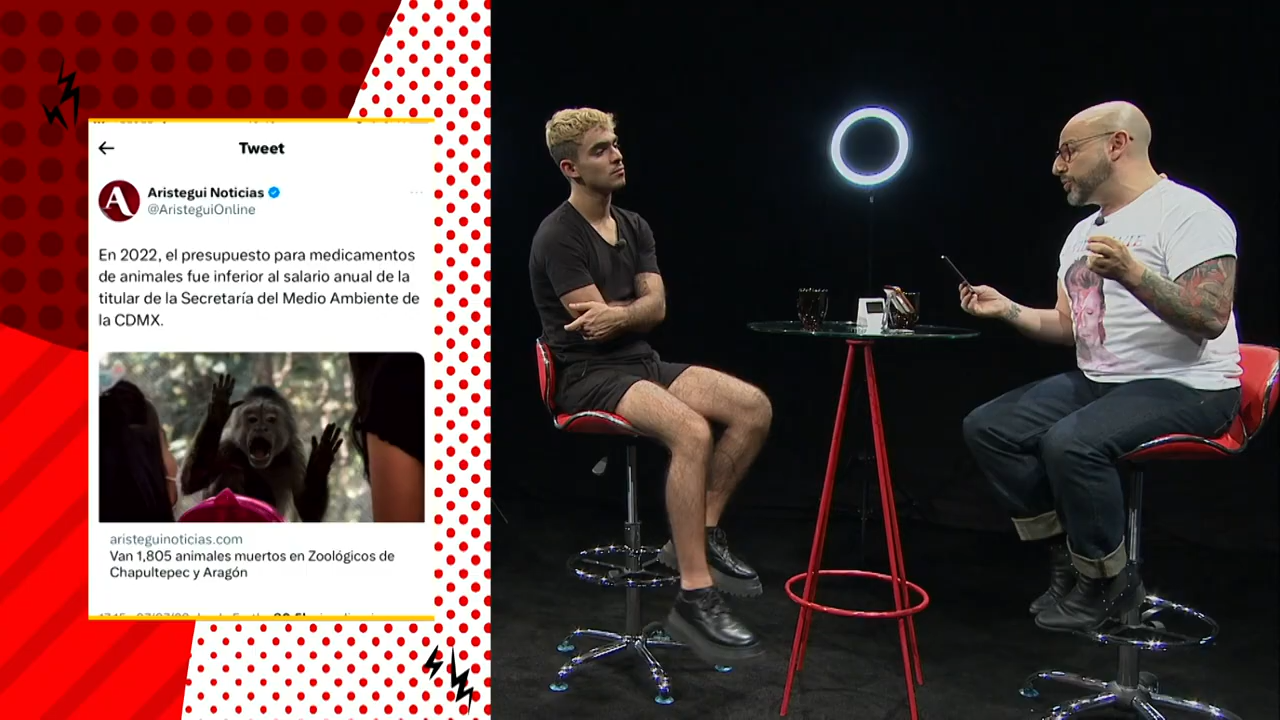 Tweet
A
Aristegui Noticias
@AristeguiOnline
En 2022, el presupuesto para medicamentos
de animales fue inferior al salario anual de la
titular de la Secretaría del Medio Ambiente de
la CDMX.
aristeguinoticias.com
Van 1,805 animales muertos en Zoológicos de
Chapultepec y Aragón